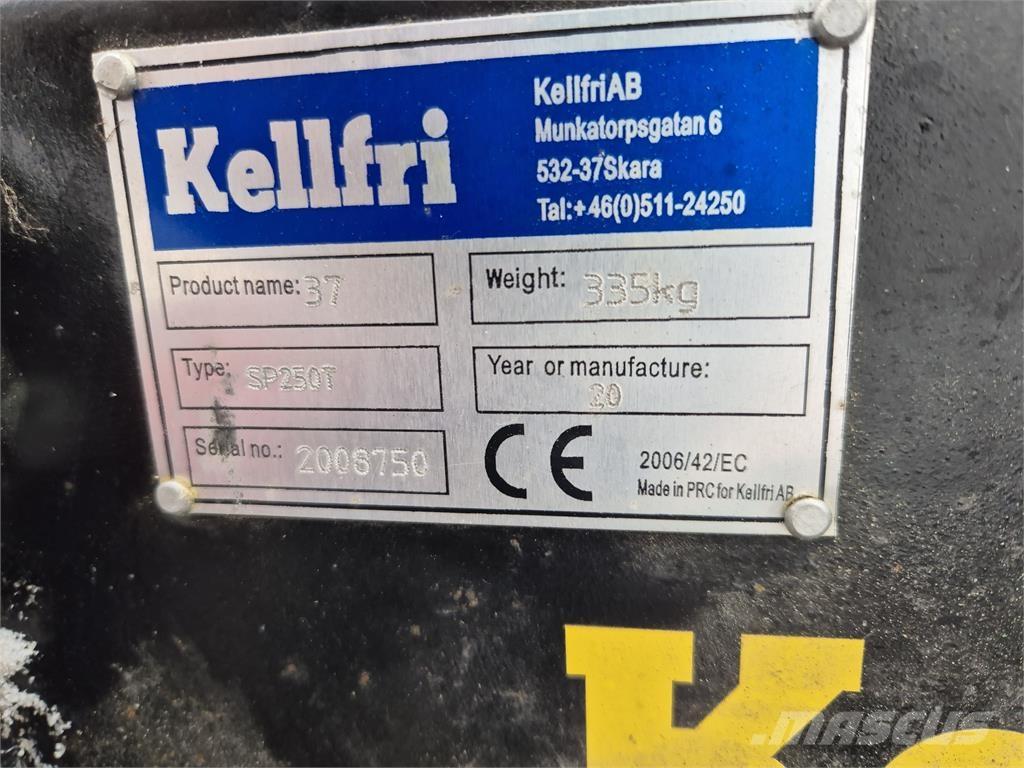 Kellfri
KellfriAB
Munkatorpsgatan 6
532-37Skara
Tal:+46(0)511-24250
Product name: 37
Weight: 335kg
Type: SP250T
Year or manufacture:
20
Serial no.: 2008750
CE
2006/42/EC
Made in PRC for Kellfri AB
Ke
MASCUS